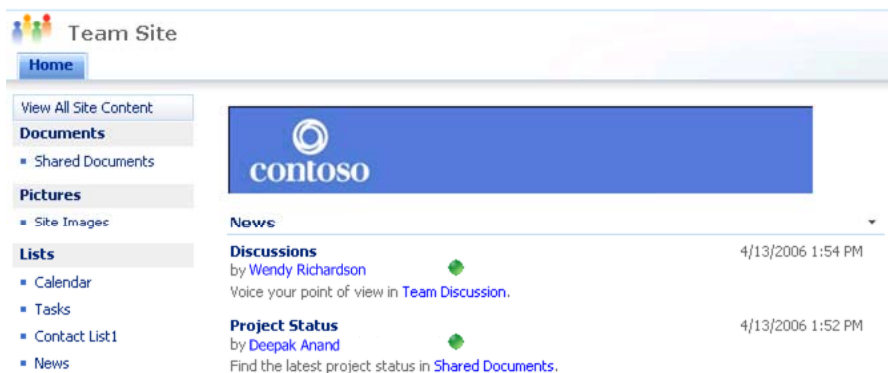 Team Site
Home
View All Site Content
Documents
Shared Documents
Pictures
Site Images
Lists
Calendar
Tasks
Contact List1
News
contoso
News
Discussions 4/13/2006 1:54 PM
by Wendy Richardson
Voice your point of view in Team Discussion.
Project Status 4/13/2006 1:52 PM
by Deepak Anand
Find the latest project status in Shared Documents.